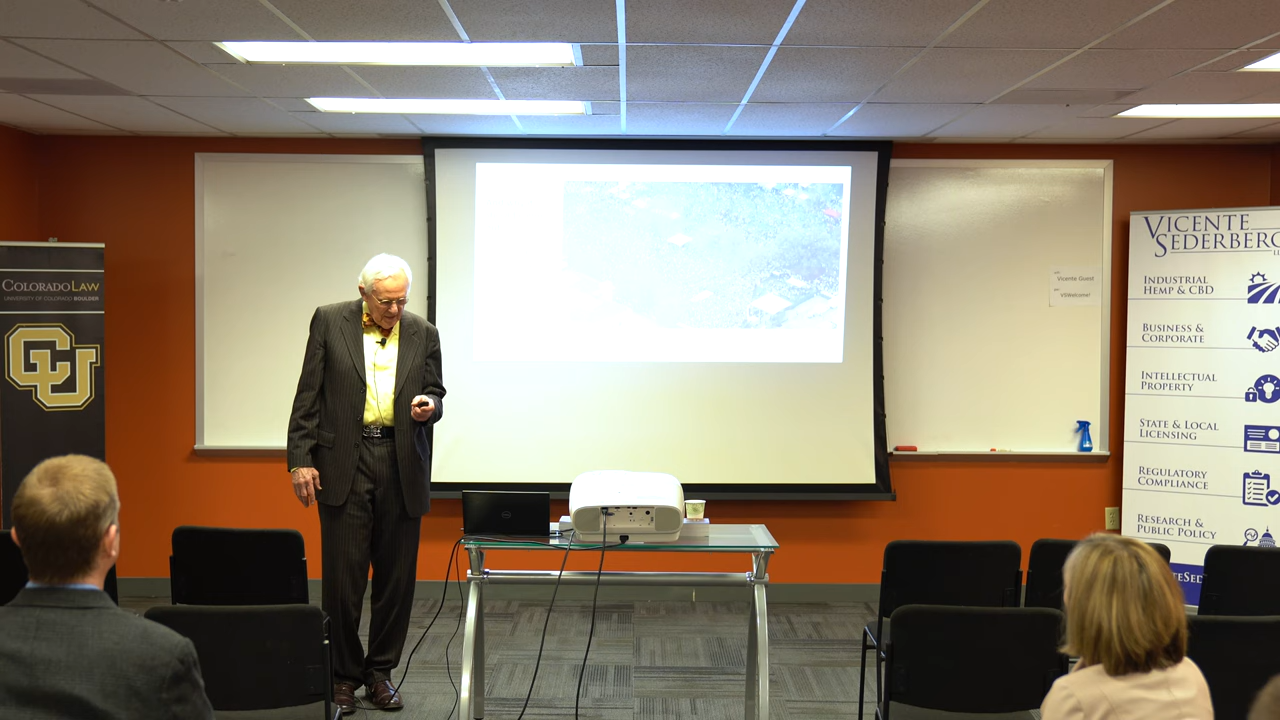 COLORADO LAW
UNIVERSITY OF COLORADO BOULDER
CU
Vicente Guest
VSWelcome!
VICENTE
SEDERBERG
INDUSTRIAL
HEMP & CBD
BUSINESS &
CORPORATE
INTELLECTUAL
PROPERTY
STATE & LOCAL
LICENSING
REGULATORY
COMPLIANCE
RESEARCH &
PUBLIC POLICY